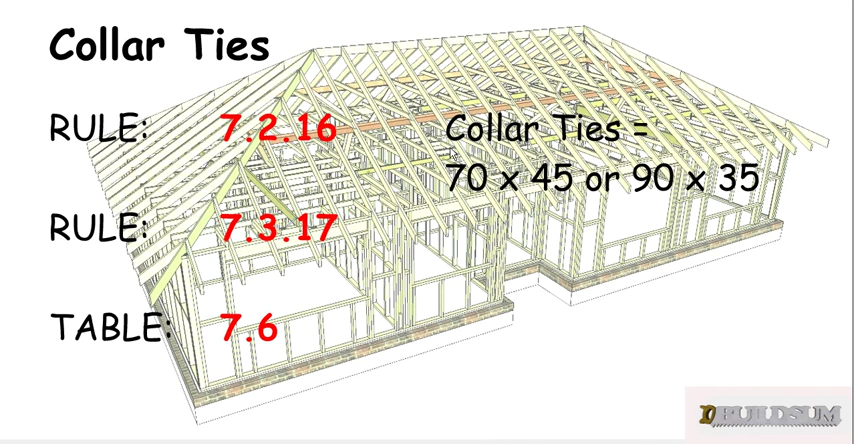 Collar Ties
RULE: 7.2.16
Collar Ties =
70 x 45 or 90 x 35
RULE: 7.3.17
TABLE: 7.6
BUILDSUM